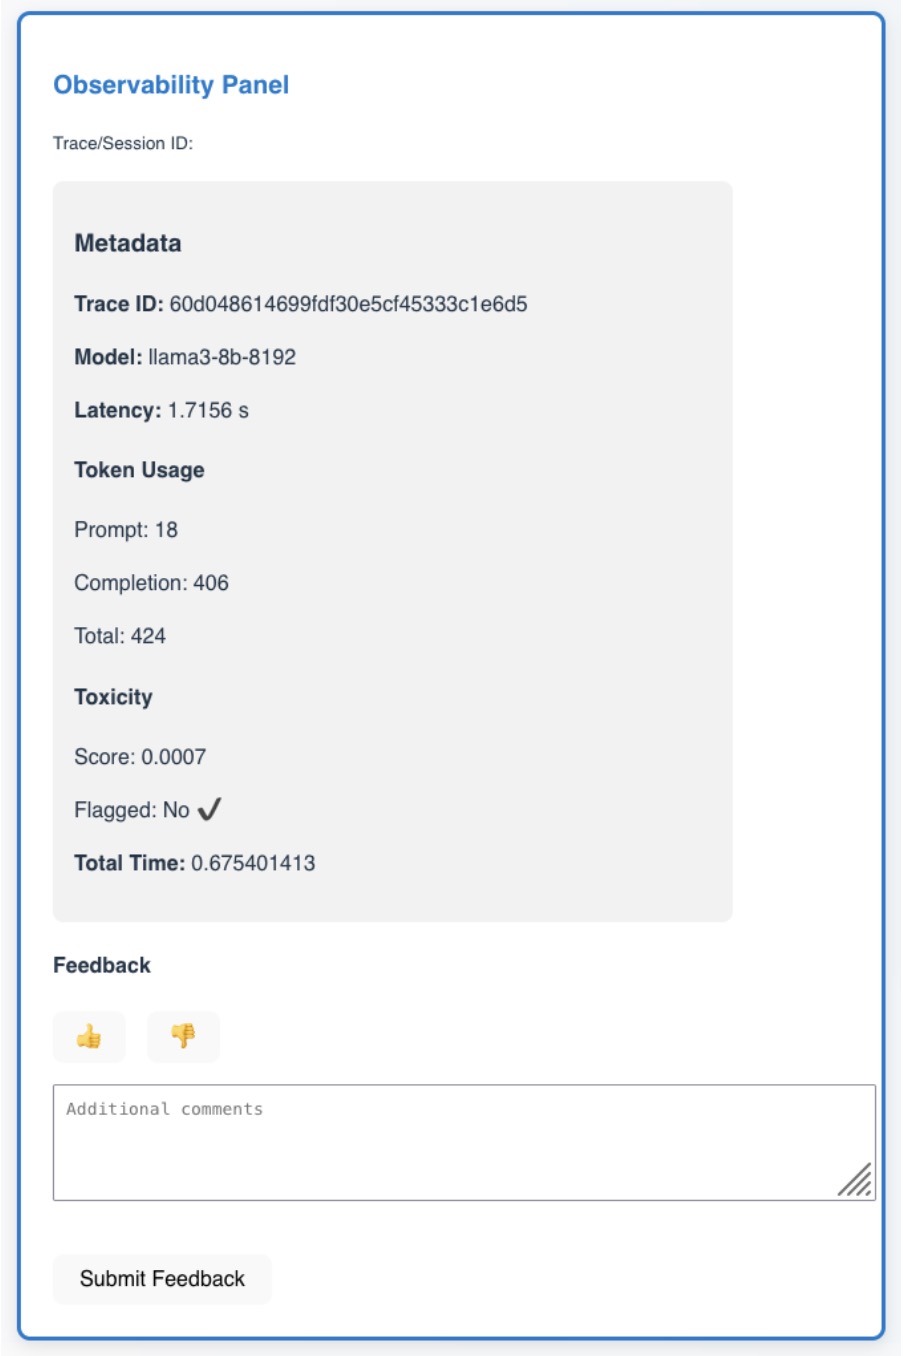 Observability Panel
Trace/Session ID:
Metadata
Trace ID: 60d048614699fdf30e5cf45333c1e6d5
Model: llama3-8b-8192
Latency: 1.7156 s
Token Usage
Prompt: 18
Completion: 406
Total: 424
Toxicity
Score: 0.0007
Flagged: No ✔
Total Time: 0.675401413
Feedback
👍 👎
Additional comments
Submit Feedback